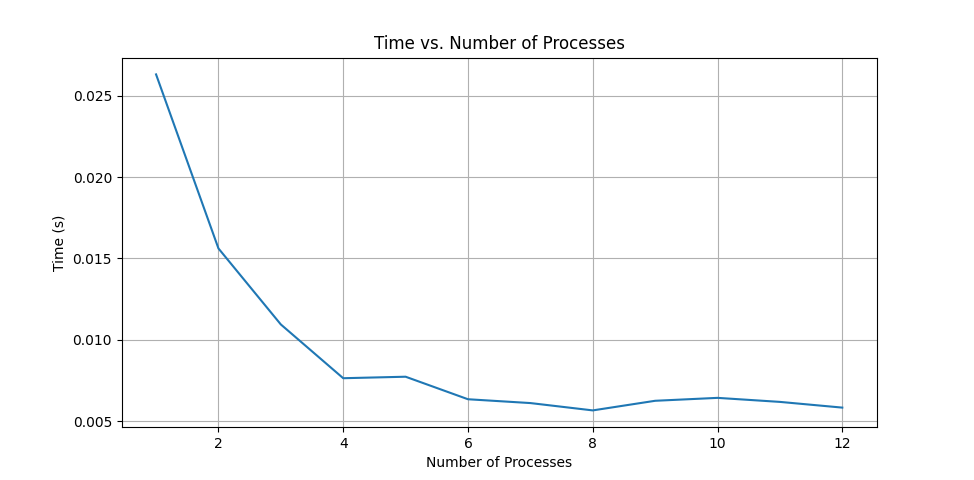 Time vs. Number of Processes
0.025
0.020
0.015
0.010
0.005
Time (s)
2 4 6 8 10 12
Number of Processes